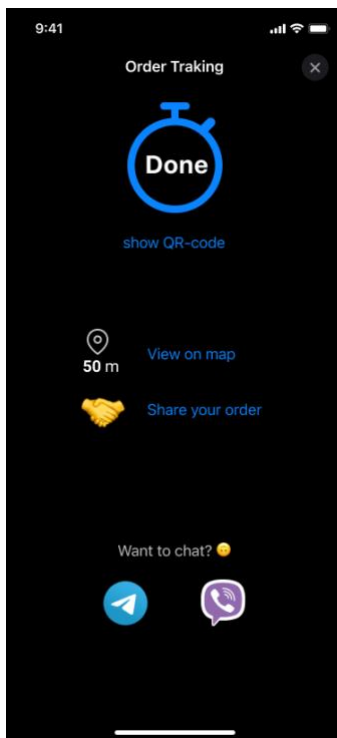 9:41
Order Traking
Done
show QR-code
50 m
View on map
Share your order
Want to chat? 🙃